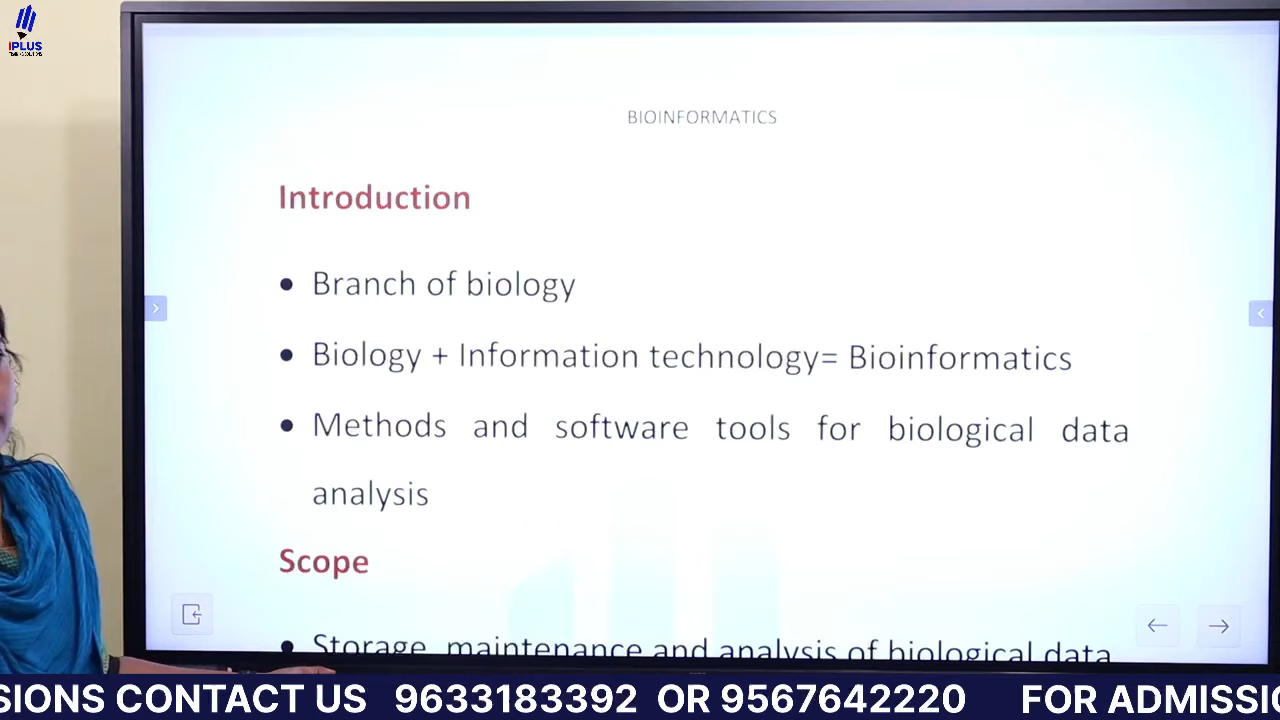 IPLUS
BIOINFORMATICS
Introduction
• Branch of biology
• Biology + Information technology= Bioinformatics
• Methods and software tools for biological data
analysis
Scope
• Storage, maintenance and analysis of biological data
SIONS CONTACT US 9633183392 OR 9567642220 FOR ADMISSIO